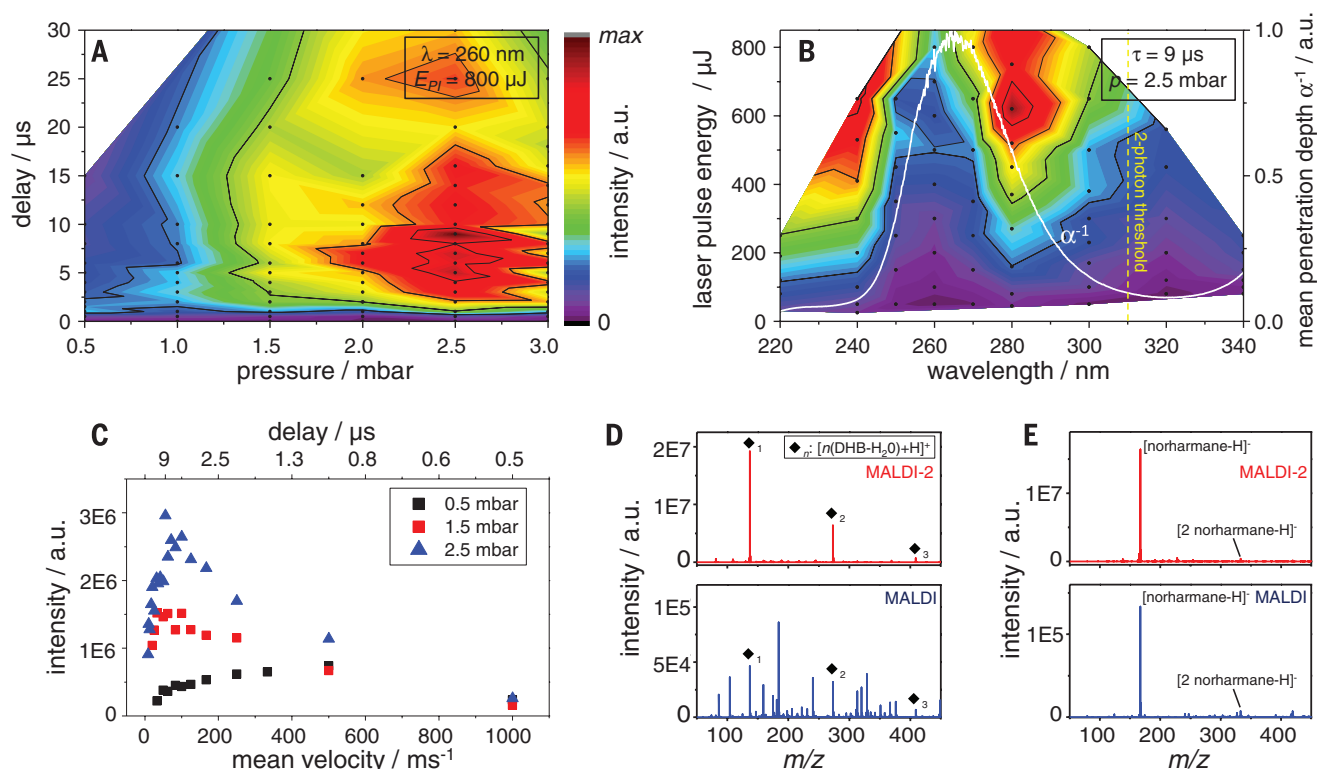 A
λ = 260 nm
E_PI = 800 µJ
30
25
20
15
10
5
0
delay / µs
0.5 1.0 1.5 2.0 2.5 3.0
pressure / mbar
max
0
intensity / a.u.
B
τ = 9 µs
p = 2.5 mbar
800
700
600
500
400
300
200
100
0
laser pulse energy / µJ
220 240 260 280 300 320 340
wavelength / nm
α⁻¹
2-photon threshold
1.0
0.5
0.0
mean penetration depth α⁻¹ / a.u.
C
delay / µs
9 2.5 1.3 0.8 0.6 0.5
0.5 mbar
1.5 mbar
2.5 mbar
3E6
2E6
1E6
0
intensity / a.u.
0 200 400 600 800 1000
mean velocity / ms⁻¹
D
◆ₙ: [n(DHB-H₂0)+H]⁺
MALDI-2
2E7
1E7
0
◆₁
◆₂
◆₃
MALDI
1E5
5E4
0
◆₁
◆₂
◆₃
intensity / a.u.
100 200 300 400
m/z
E
[norharmane-H]⁻
MALDI-2
[2 norharmane-H]⁻
1E7
0
[norharmane-H]⁻ MALDI
[2 norharmane-H]⁻
1E5
0
100 200 300 400
m/z